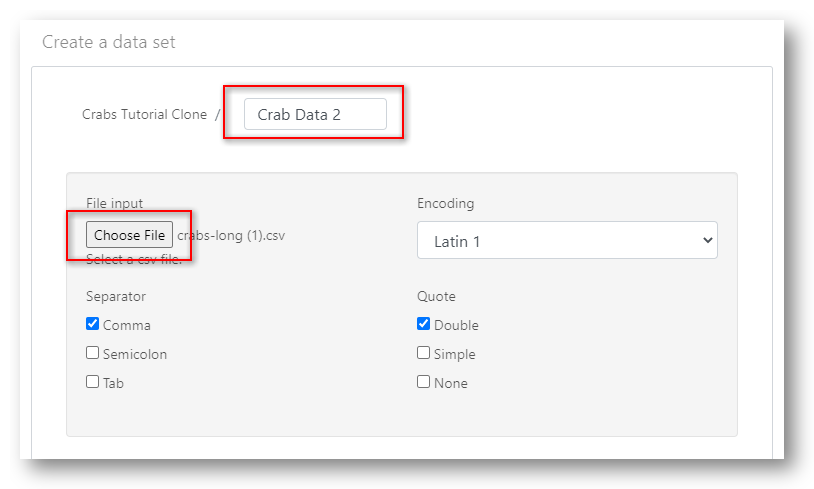 Create a data set
Crabs Tutorial Clone / Crab Data 2
File input
Choose File crabs-long (1).csv
Select a csv file.
Encoding
Latin 1
Separator
Comma
Semicolon
Tab
Quote
Double
Simple
None